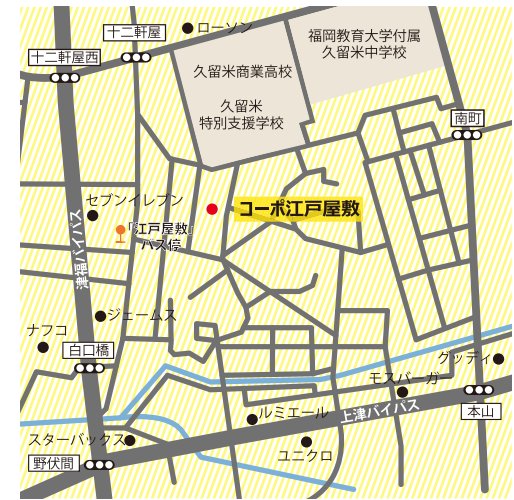 ローソン
十二軒屋
十二軒屋西
福岡教育大学付属
久留米中学校
久留米商業高校
久留米
特別支援学校
南町
セブンイレブン
コーポ江戸屋敷
「江戸屋敷」
バス停
津福バイパス
ジェームス
ナフコ
白口橋
グッディ
モスバーガー
本山
上津バイパス
ルミエール
スターバックス
ユニクロ
野伏間